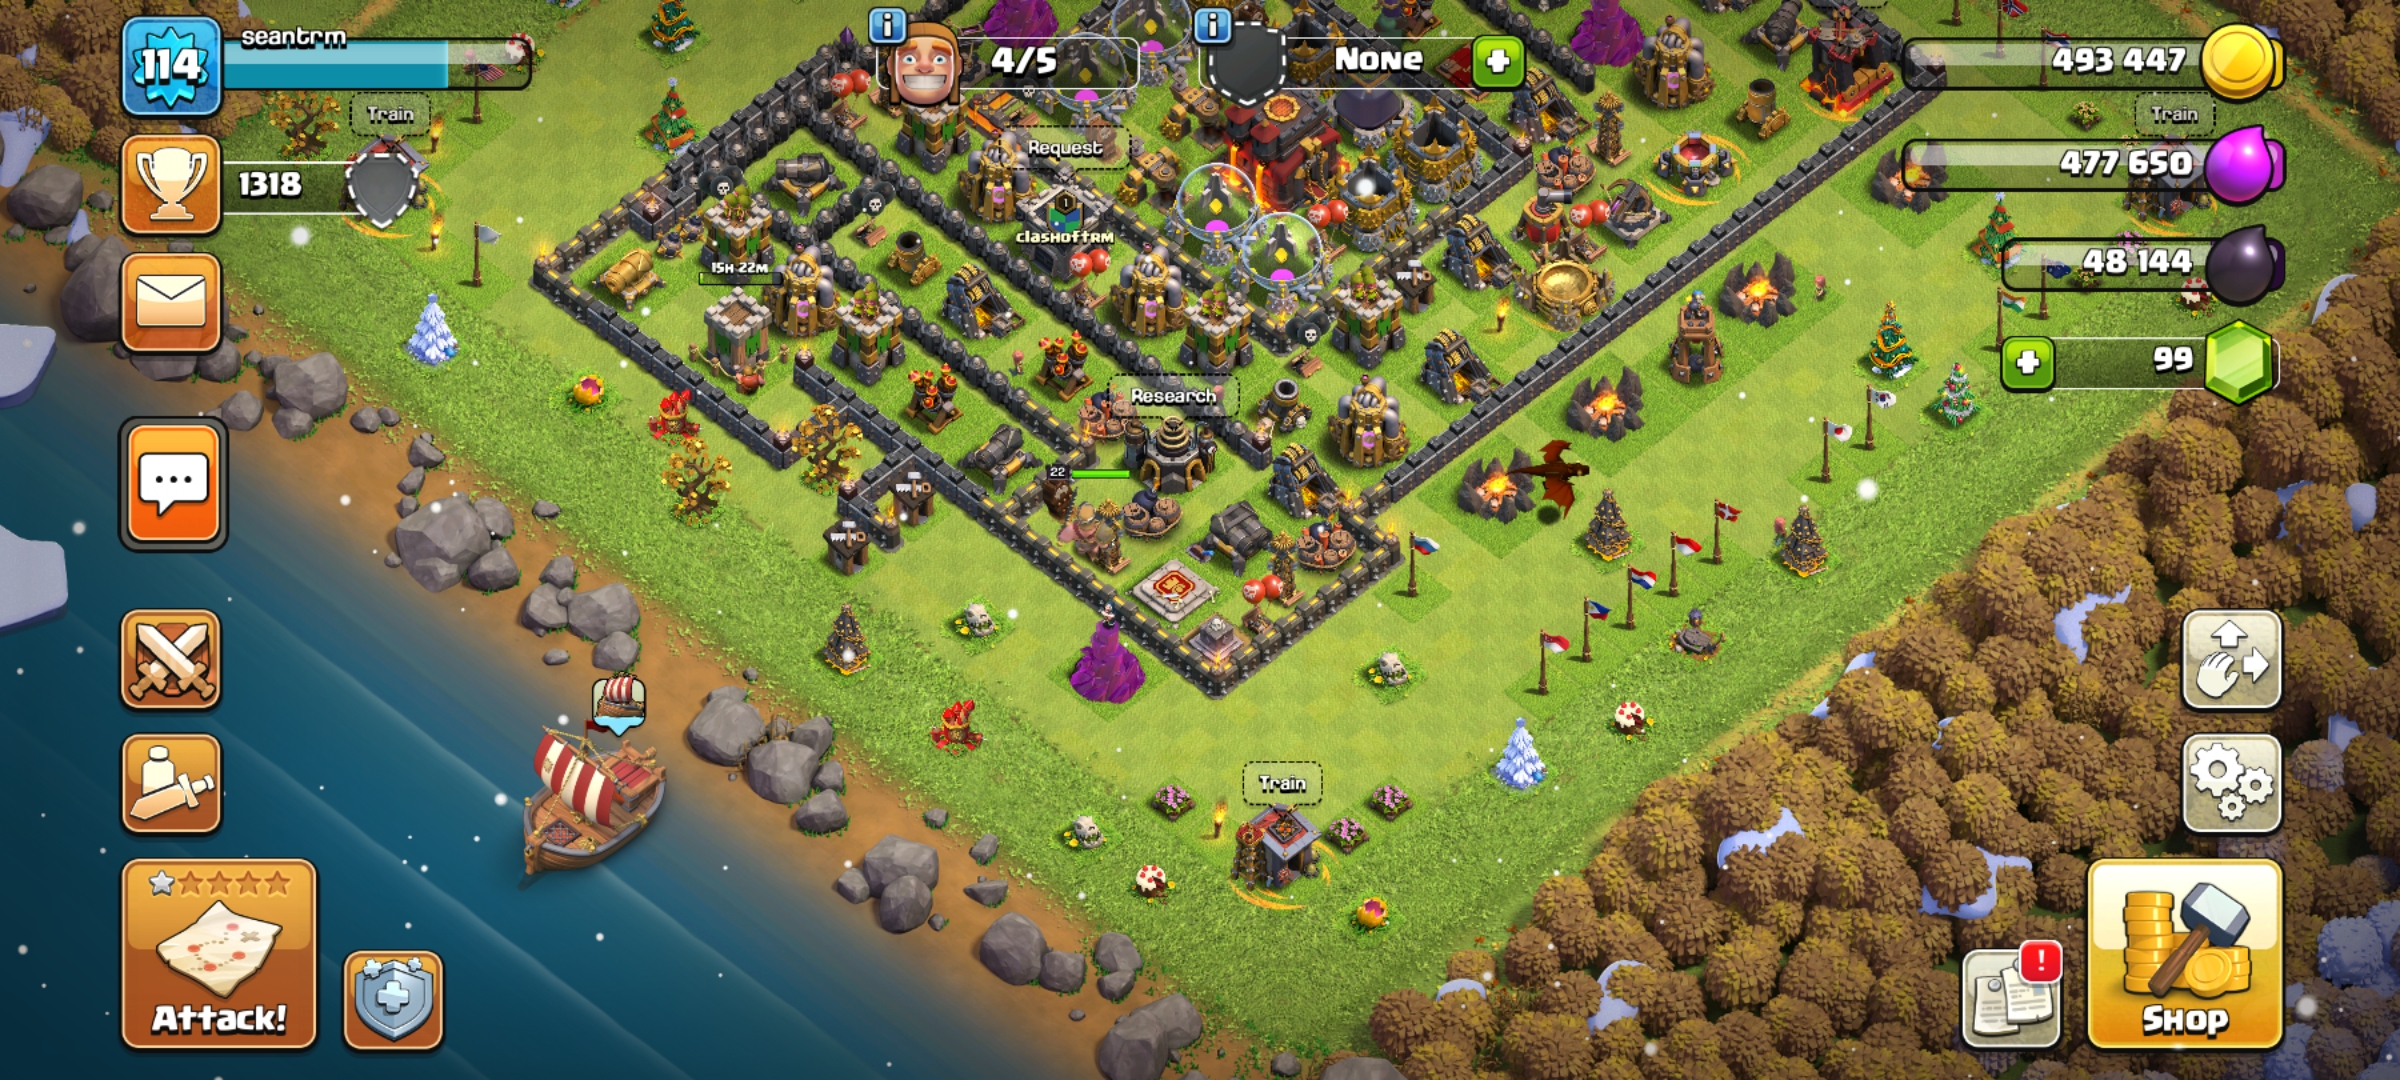 114
seantrm
4/5
None
493 447
Train
1318
Request
Train
477 650
clashoftRM
48 144
15H 22M
99
Research
22
Train
Attack!
!
Shop